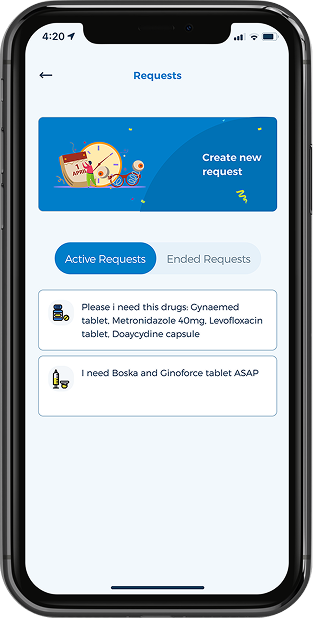 4:20
Requests
1
APRIL
Create new
request
Active Requests
Ended Requests
Please i need this drugs: Gynaemed
tablet, Metronidazole 40mg, Levofloxacin
tablet, Doaycydine capsule
I need Boska and Ginoforce tablet ASAP